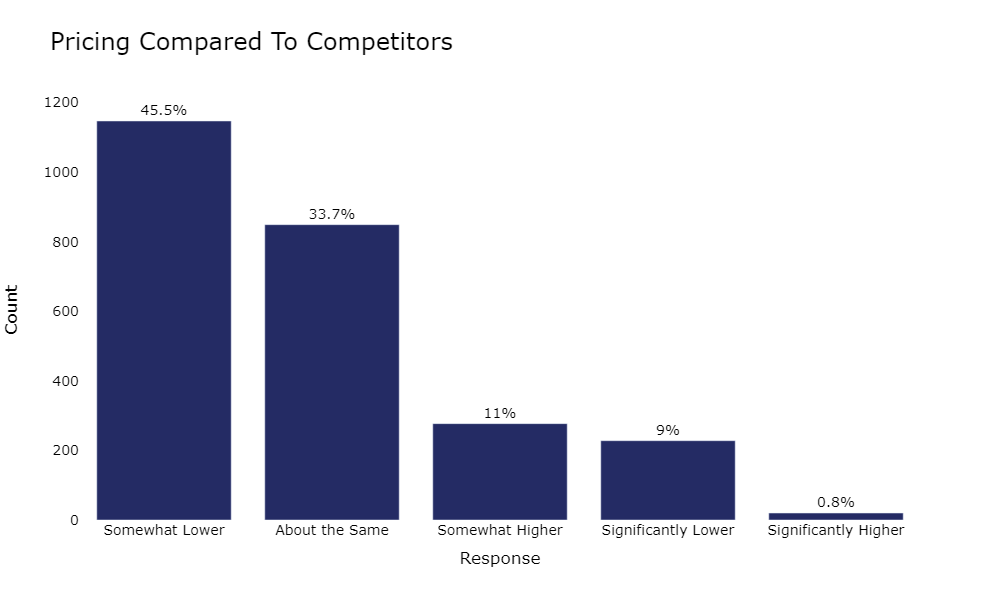 Pricing Compared To Competitors
1200
1000
800
600
400
200
0
Count
45.5%
33.7%
11%
9%
0.8%
Somewhat Lower
About the Same
Somewhat Higher
Significantly Lower
Significantly Higher
Response